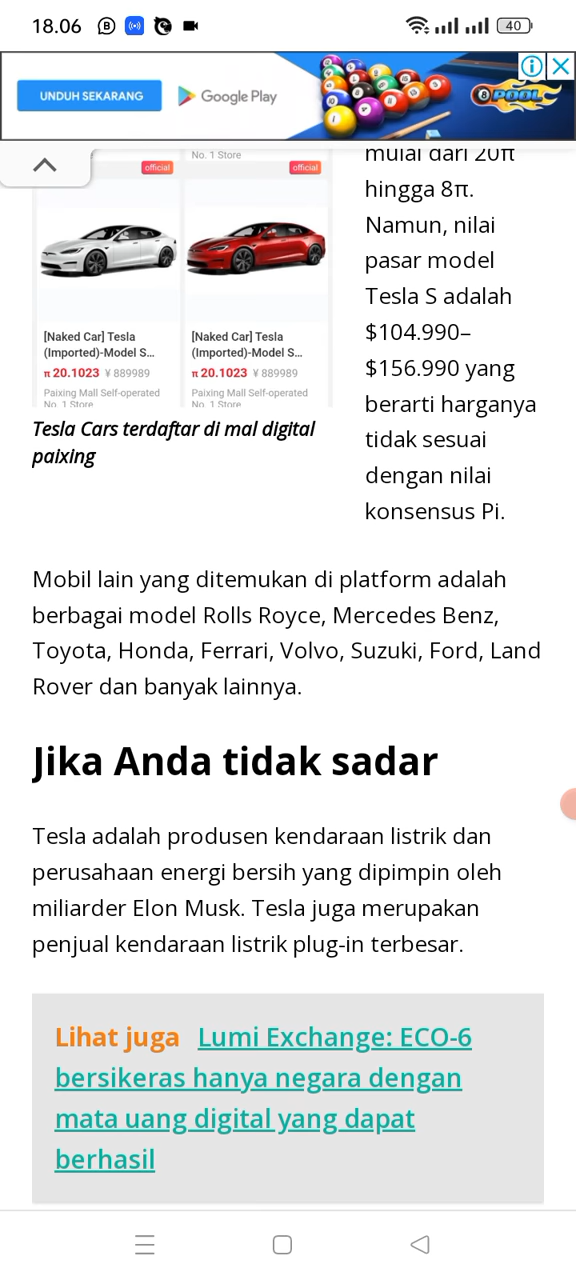 18.06
40
UNDUH SEKARANG
Google Play
8 POOL
No. 1 Store
official
official
[Naked Car] Tesla
(Imported)-Model S...
π 20.1023 ¥ 889989
Paixing Mall Self-operated
No. 1 Store
[Naked Car] Tesla
(Imported)-Model S...
π 20.1023 ¥ 889989
Paixing Mall Self-operated
No. 1 Store
Tesla Cars terdaftar di mal digital
paixing
mulai dari 20π
hingga 8π.
Namun, nilai
pasar model
Tesla S adalah
$104.990–
$156.990 yang
berarti harganya
tidak sesuai
dengan nilai
konsensus Pi.
Mobil lain yang ditemukan di platform adalah
berbagai model Rolls Royce, Mercedes Benz,
Toyota, Honda, Ferrari, Volvo, Suzuki, Ford, Land
Rover dan banyak lainnya.
Jika Anda tidak sadar
Tesla adalah produsen kendaraan listrik dan
perusahaan energi bersih yang dipimpin oleh
miliarder Elon Musk. Tesla juga merupakan
penjual kendaraan listrik plug-in terbesar.
Lihat juga Lumi Exchange: ECO-6
bersikeras hanya negara dengan
mata uang digital yang dapat
berhasil